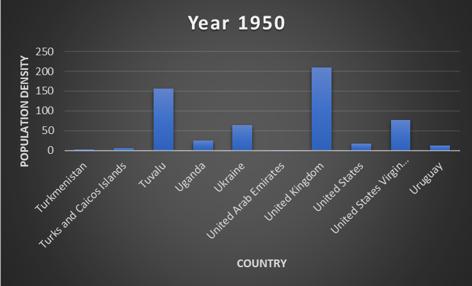 Year 1950
POPULATION DENSITY
250
200
150
100
50
0
Turkmenistan
Turks and Caicos Islands
Tuvalu
Uganda
Ukraine
United Arab Emirates
United Kingdom
United States
United States Virgin...
Uruguay
COUNTRY